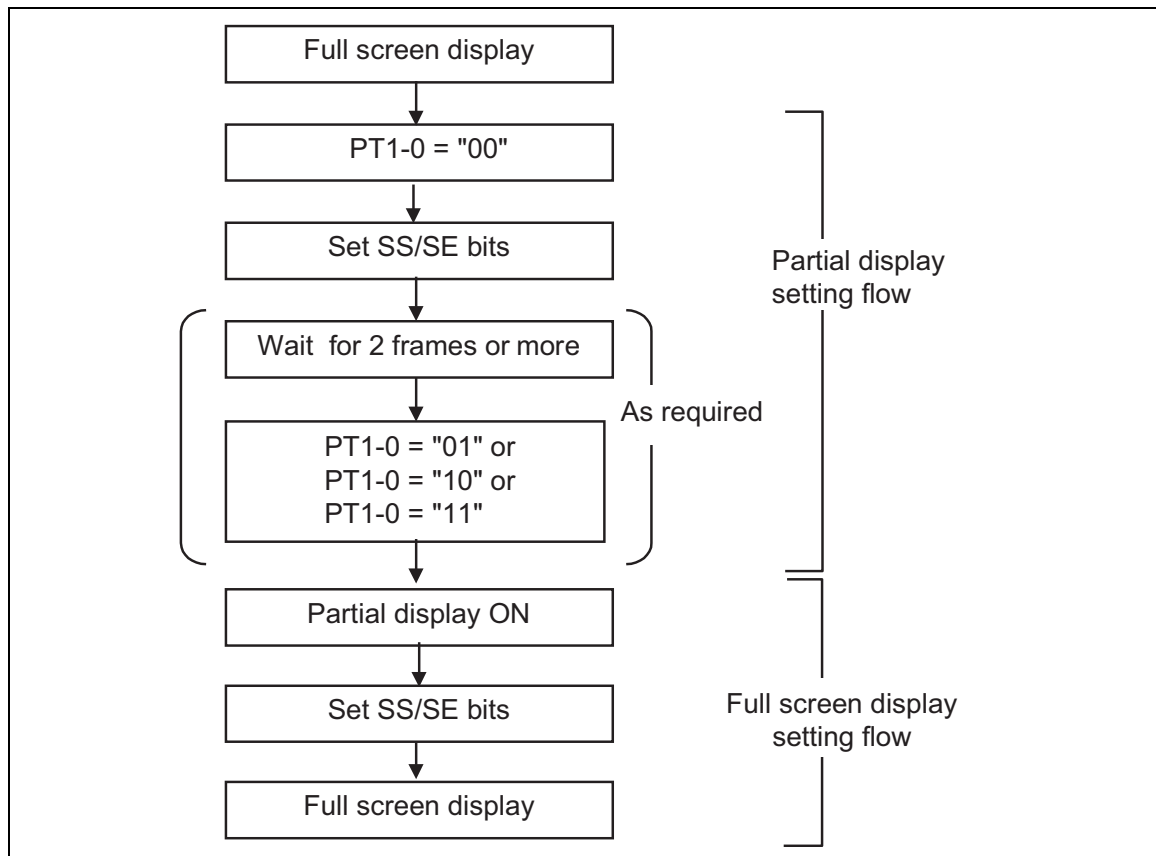 Full screen display
PT1-0 = "00"
Set SS/SE bits
Partial display
setting flow
Wait for 2 frames or more
As required
PT1-0 = "01" or
PT1-0 = "10" or
PT1-0 = "11"
Partial display ON
Set SS/SE bits
Full screen display
setting flow
Full screen display